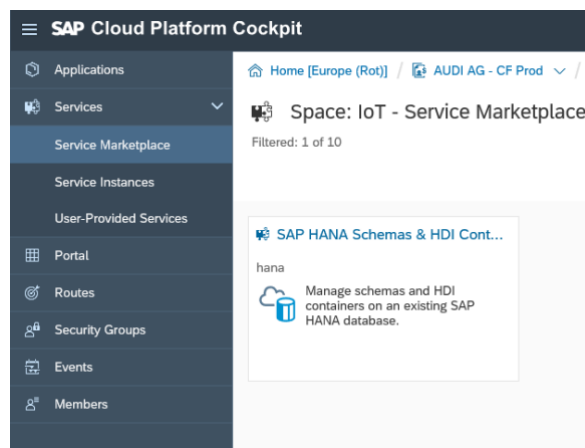 SAP Cloud Platform Cockpit
Applications
Services
Service Marketplace
Service Instances
User-Provided Services
Portal
Routes
Security Groups
Events
Members
Home [Europe (Rot)] / AUDI AG - CF Prod /
Space: IoT - Service Marketplace
Filtered: 1 of 10
SAP HANA Schemas & HDI Cont...
hana
Manage schemas and HDI
containers on an existing SAP
HANA database.